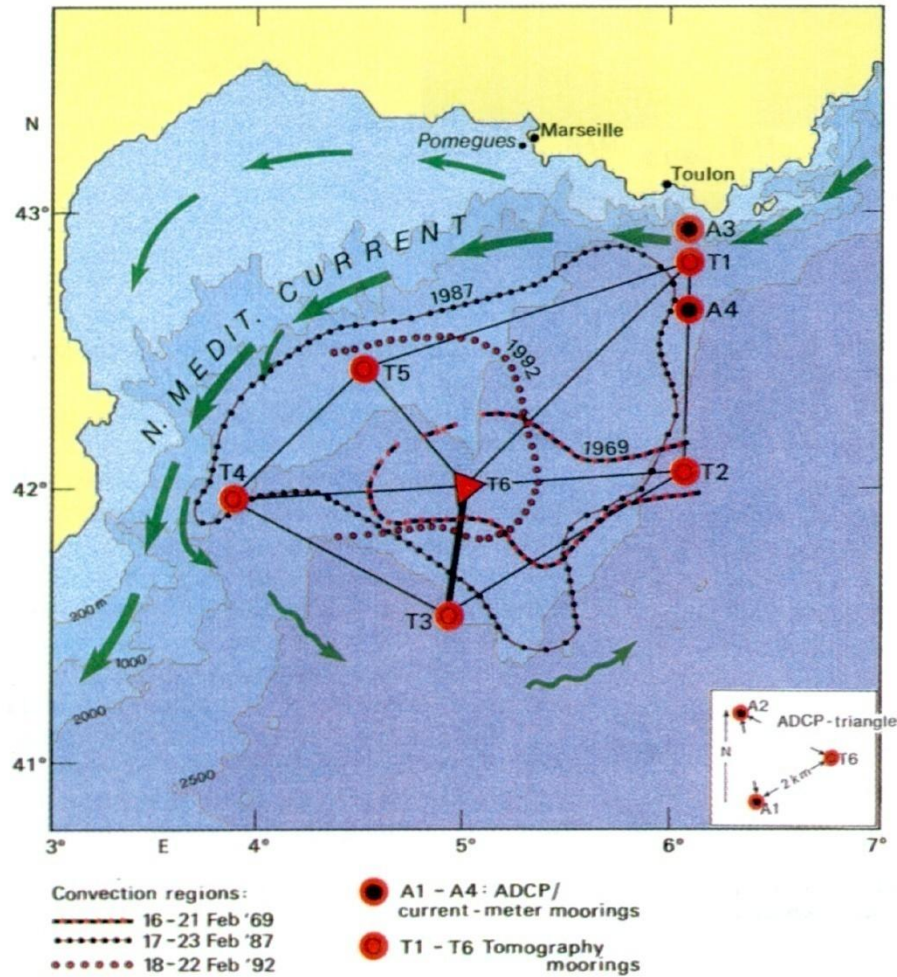 N
Pomegues
Marseille
Toulon
43°
A3
T1
A4
N. MEDIT. CURRENT
1987
1992
T5
1969
T4
T2
42°
T6
T3
200m
1000
2000
2500
41°
A2
ADCP-triangle
N
T6
2 km
A1
3° E 4° 5° 6° 7°
Convection regions:
16-21 Feb '69
17-23 Feb '87
18-22 Feb '92
A1 - A4: ADCP/
current-meter moorings
T1 - T6 Tomography
moorings